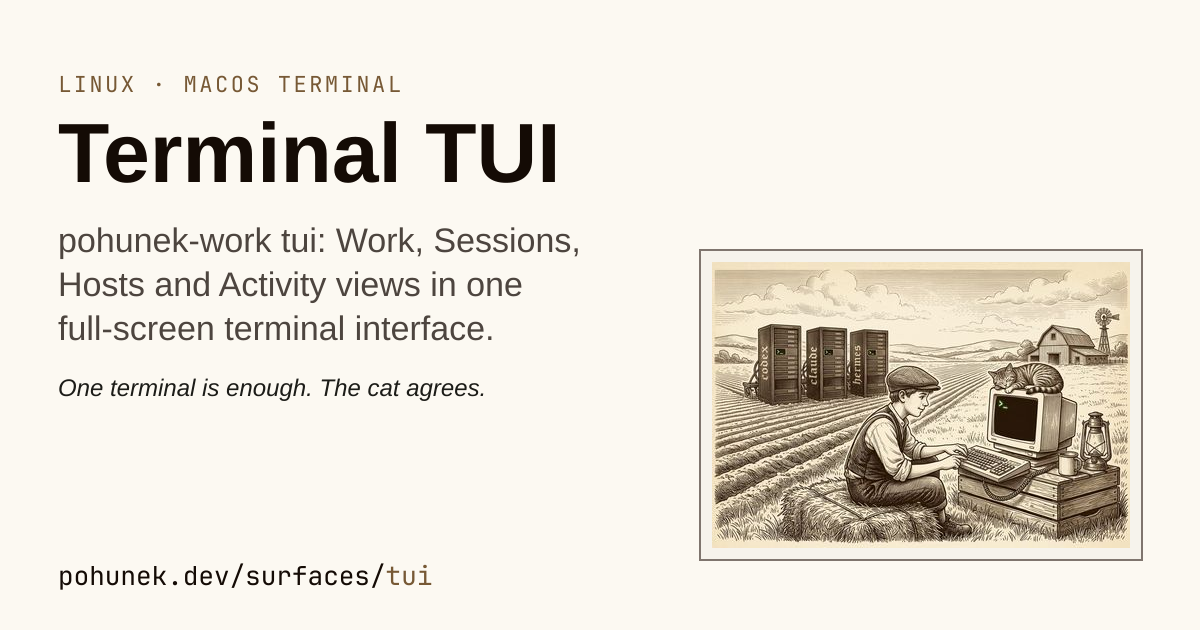 LINUX · MACOS TERMINAL
Terminal TUI
pohunek-work tui: Work, Sessions,
Hosts and Activity views in one
full-screen terminal interface.
One terminal is enough. The cat agrees.
codex
claude
hermes
>_
pohunek.dev/surfaces/tui